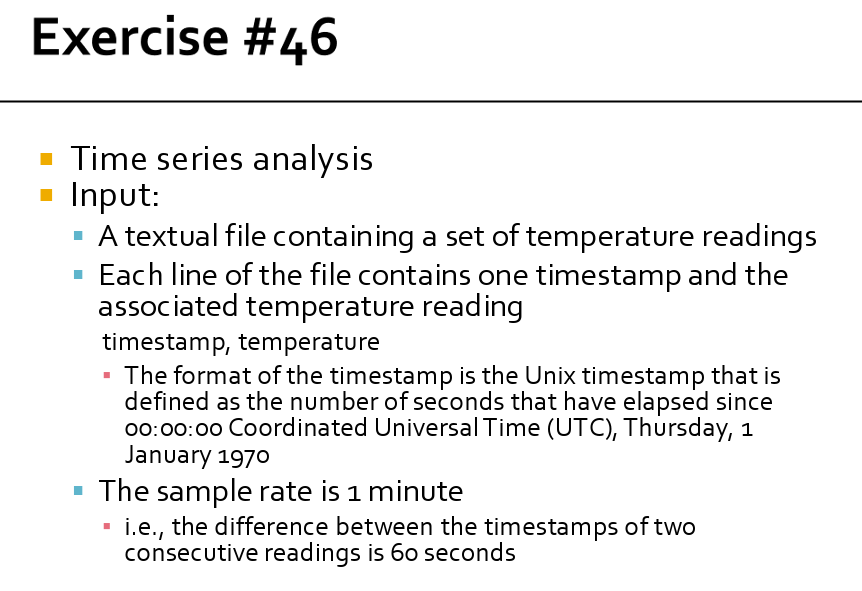 Exercise #46
Time series analysis
Input:
A textual file containing a set of temperature readings
Each line of the file contains one timestamp and the
associated temperature reading
timestamp, temperature
The format of the timestamp is the Unix timestamp that is
defined as the number of seconds that have elapsed since
00:00:00 Coordinated Universal Time (UTC), Thursday, 1
January 1970
The sample rate is 1 minute
i.e., the difference between the timestamps of two
consecutive readings is 60 seconds